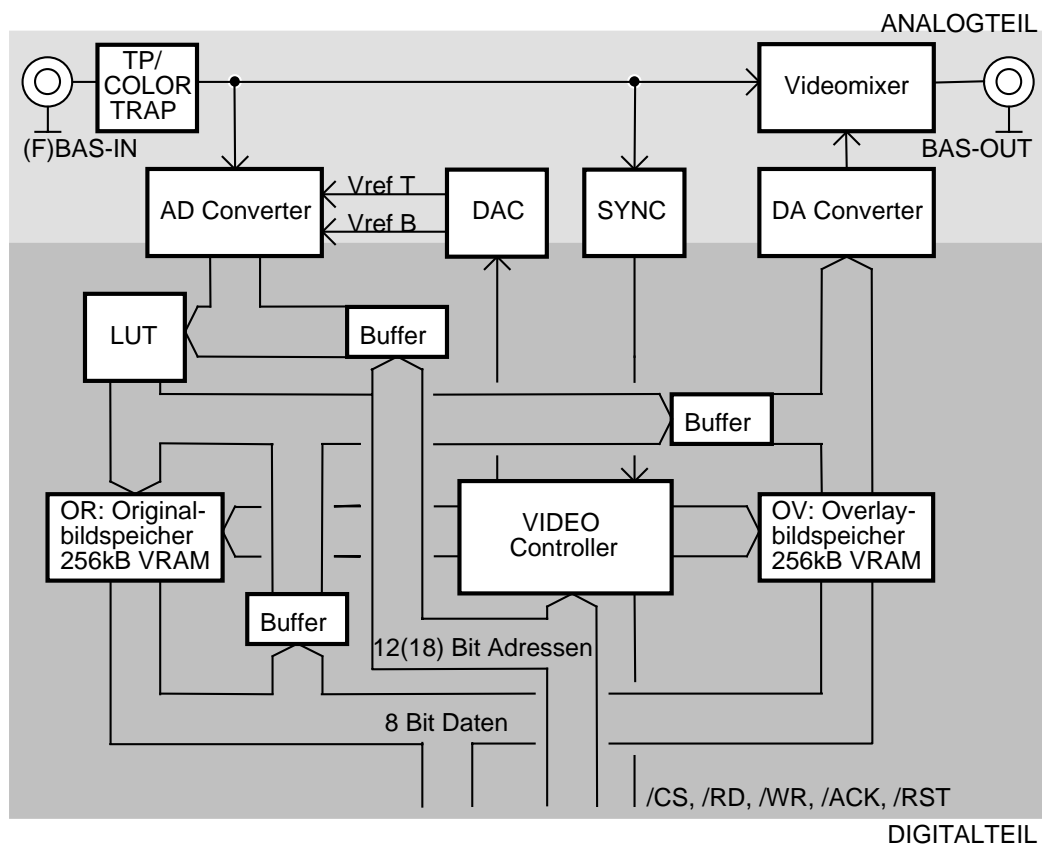 ANALOGTEIL
TP/
COLOR
TRAP
Videomixer
(F)BAS-IN
BAS-OUT
AD Converter
Vref T
Vref B
DAC
SYNC
DA Converter
LUT
Buffer
Buffer
OR: Original-
bildspeicher
256kB VRAM
VIDEO
Controller
OV: Overlay-
bildspeicher
256kB VRAM
Buffer
12(18) Bit Adressen
8 Bit Daten
/CS, /RD, /WR, /ACK, /RST
DIGITALTEIL